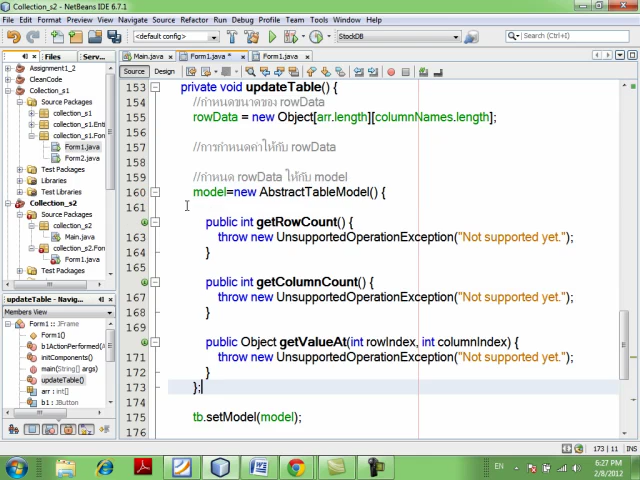 Collection_s2 - NetBeans IDE 6.7.1
File Edit View Navigate Source Refactor Run Debug Profile Team Tools Window Help
<default config>
StockDB
Search (Ctrl+I)
Files Serv...
Main.java Form1.java * Form1.java
Source Design
Assignment1_2
CleanCode
Collection_s1
Source Packages
collection_s1
collection_s1.Enti
collection_s1.For
Form1.java
Form2.java
Test Packages
Libraries
Test Libraries
Collection_s2
Source Packages
collection_s2
Main.java
collection_s2.For
Form1.java
Test Packages
updateTable - Navig...
Members View
Form1 :: JFrame
Form1()
b1ActionPerformed(A
initComponents()
main(String[] args)
updateTable()
arr : int[]
b1 : JButton
153 private void updateTable() {
154 //กำหนดขนาดของ rowData
155 rowData = new Object[arr.length][columnNames.length];
156
157 //การกำหนดค่าให้กับ rowData
158
159 //กำหนด rowData ให้กับ model
160 model=new AbstractTableModel() {
161
public int getRowCount() {
163 throw new UnsupportedOperationException("Not supported yet.");
164 }
165
public int getColumnCount() {
167 throw new UnsupportedOperationException("Not supported yet.");
168 }
169
public Object getValueAt(int rowIndex, int columnIndex) {
171 throw new UnsupportedOperationException("Not supported yet.");
172 }
173 };
174
175 tb.setModel(model);
176
173 | 11 INS
EN
6:27 PM
2/8/2012